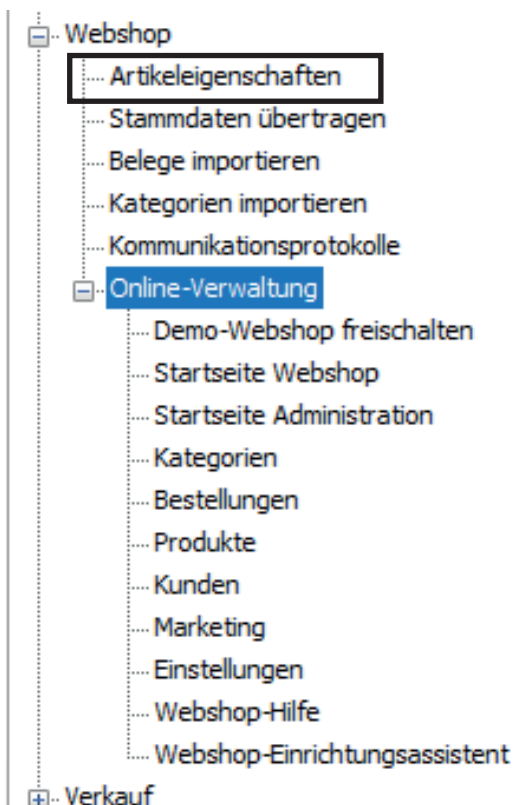 Webshop
Artikeleigenschaften
Stammdaten übertragen
Belege importieren
Kategorien importieren
Kommunikationsprotokolle
Online-Verwaltung
Demo-Webshop freischalten
Startseite Webshop
Startseite Administration
Kategorien
Bestellungen
Produkte
Kunden
Marketing
Einstellungen
Webshop-Hilfe
Webshop-Einrichtungsassistent
Verkauf